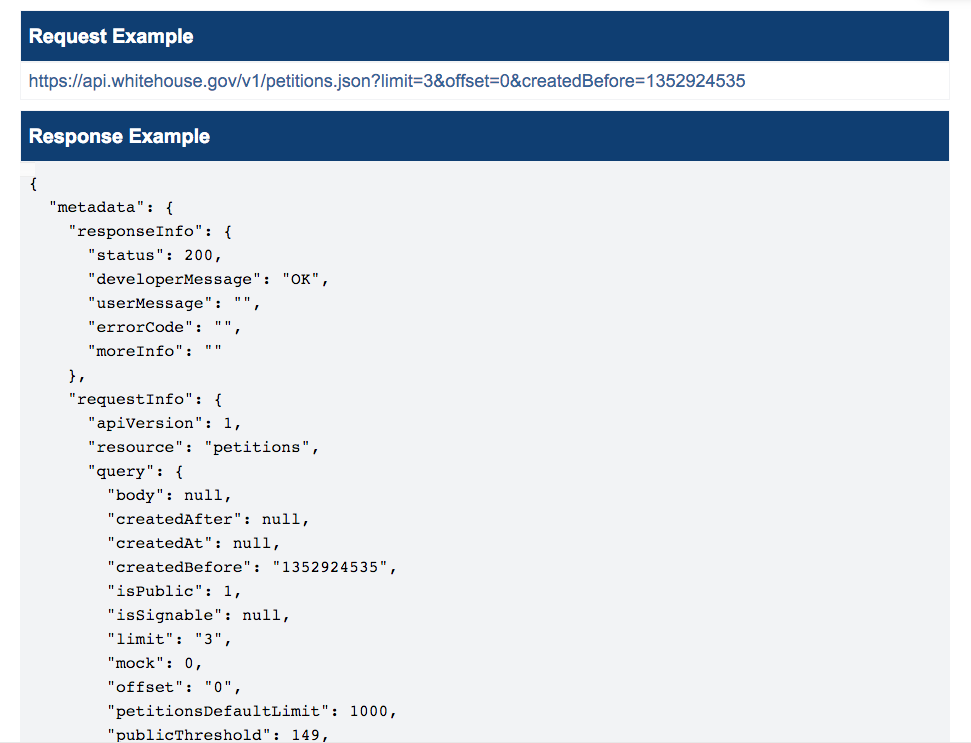 Request Example
https://api.whitehouse.gov/v1/petitions.json?limit=3&offset=0&createdBefore=1352924535
Response Example
{
  "metadata": {
    "responseInfo": {
      "status": 200,
      "developerMessage": "OK",
      "userMessage": "",
      "errorCode": "",
      "moreInfo": ""
    },
    "requestInfo": {
      "apiVersion": 1,
      "resource": "petitions",
      "query": {
        "body": null,
        "createdAfter": null,
        "createdAt": null,
        "createdBefore": "1352924535",
        "isPublic": 1,
        "isSignable": null,
        "limit": "3",
        "mock": 0,
        "offset": "0",
        "petitionsDefaultLimit": 1000,
        "publicThreshold": 149,